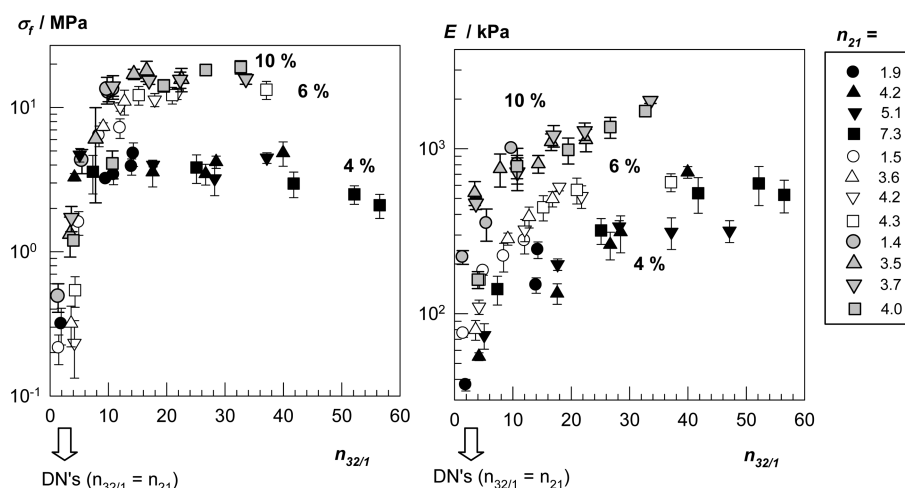 σf / MPa
E / kPa
n21 =
10 %
6 %
4 %
10^1
10^0
10^-1
0 10 20 30 40 50 60
n32/1
DN's (n32/1 = n21)
10 %
6 %
4 %
10^3
10^2
0 10 20 30 40 50 60
n32/1
DN's (n32/1 = n21)
1.9
4.2
5.1
7.3
1.5
3.6
4.2
4.3
1.4
3.5
3.7
4.0